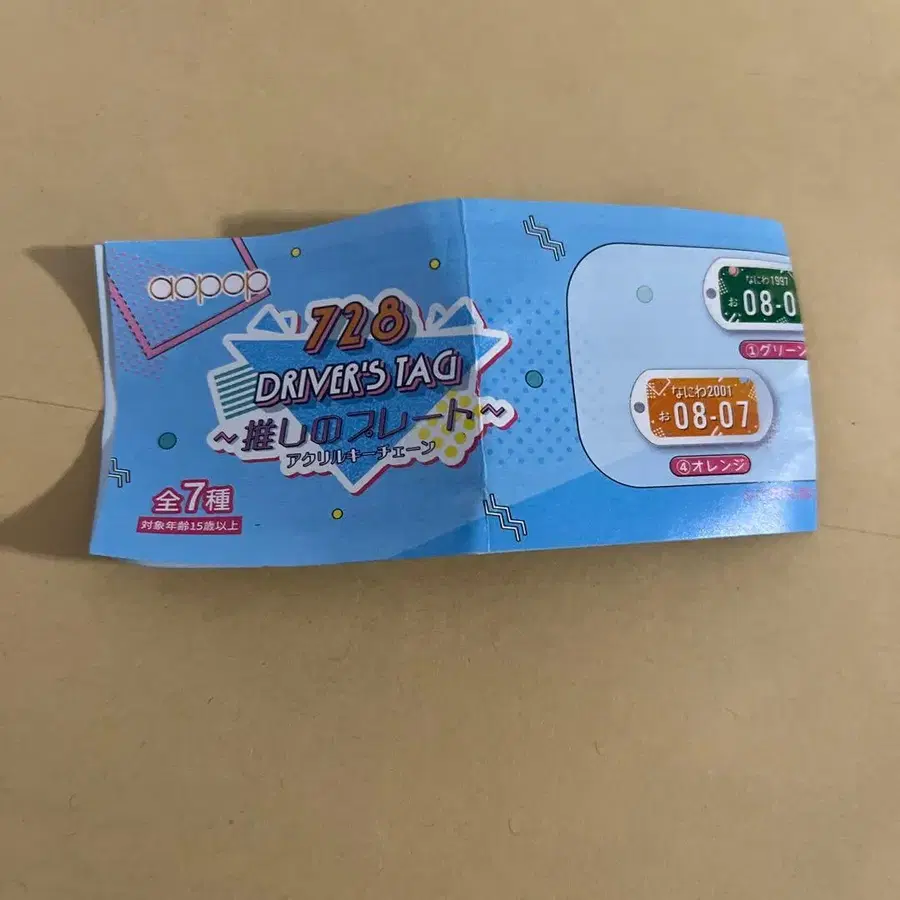 aopop
728
DRIVER'S TAG
～推しのプレート～
アクリルキーチェーン
全7種
対象年齢15歳以上
なにわ1997
お 08-0
①グリーン
なにわ2001
お 08-07
④オレンジ